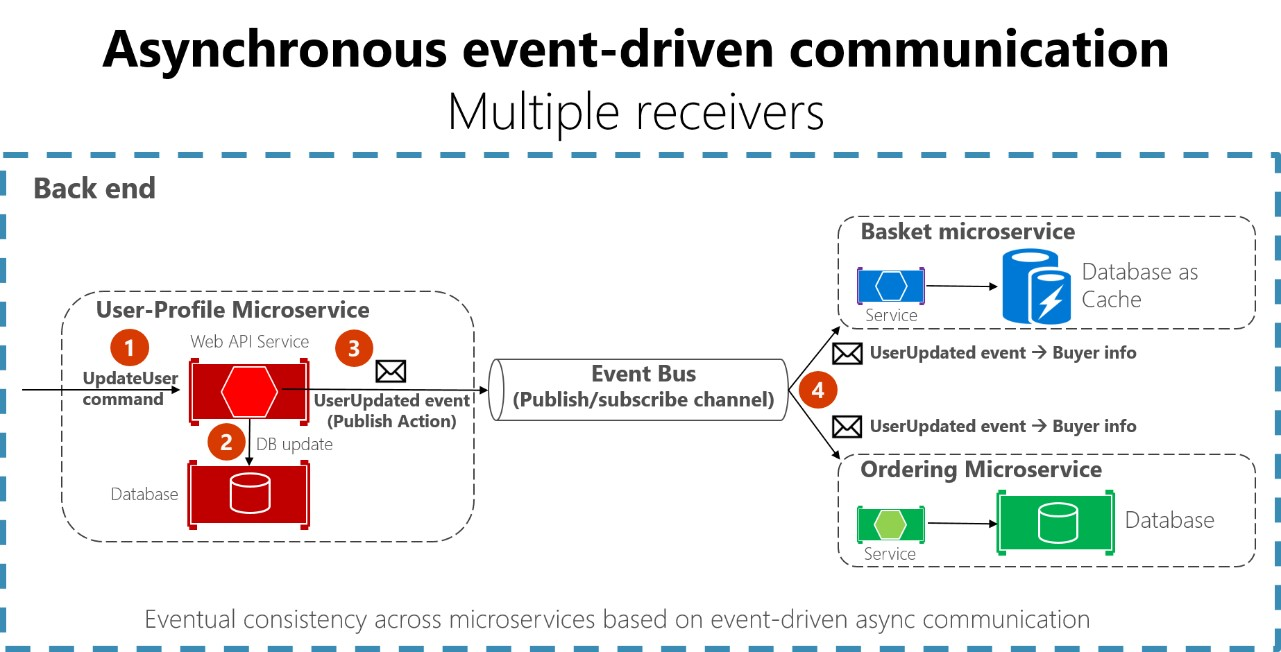 Asynchronous event-driven communication
Multiple receivers
Back end
User-Profile Microservice
1
Web API Service
3
UpdateUser
command
UserUpdated event
(Publish Action)
2
DB update
Database
Event Bus
(Publish/subscribe channel)
4
Basket microservice
Service
Database as
Cache
UserUpdated event → Buyer info
UserUpdated event → Buyer info
Ordering Microservice
Service
Database
Eventual consistency across microservices based on event-driven async communication